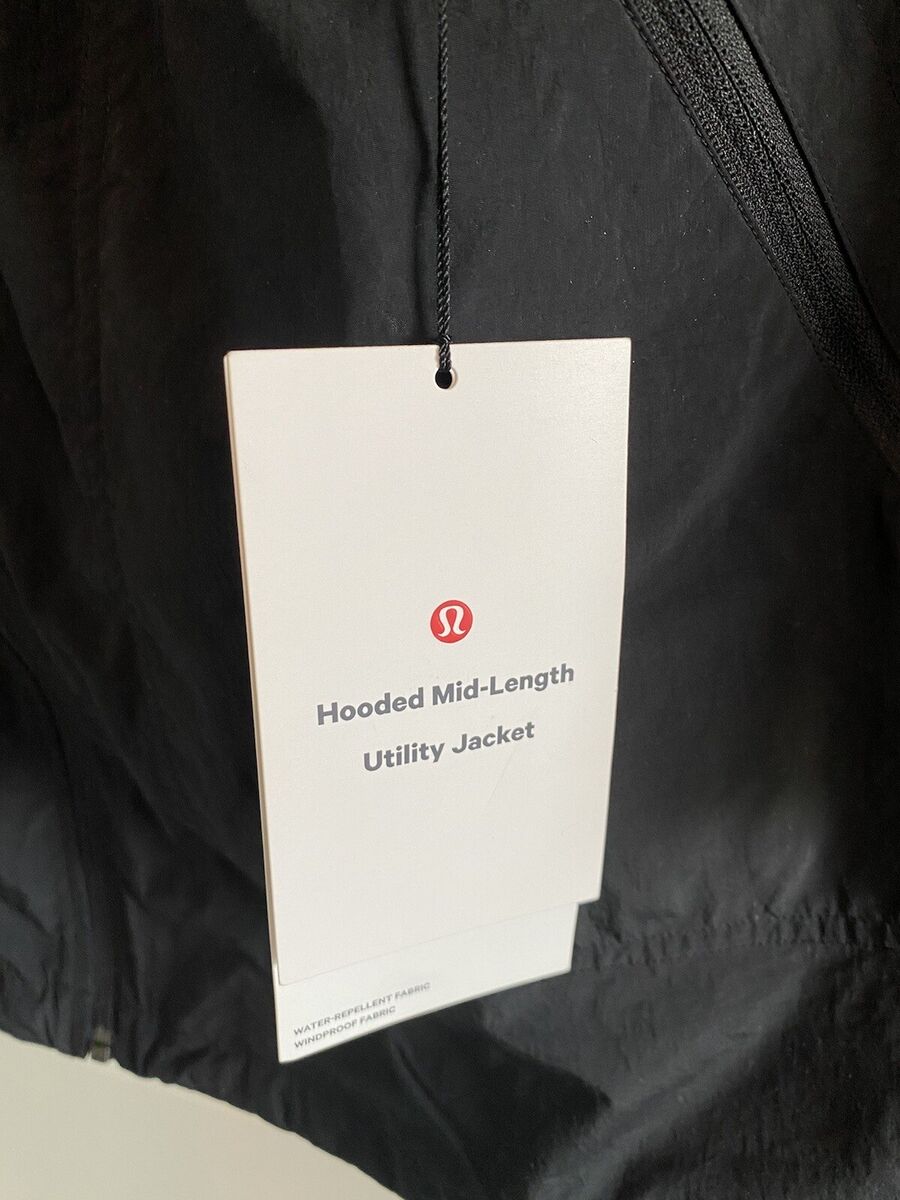 Hooded Mid-Length
Utility Jacket
WATER-REPELLENT FABRIC
WINDPROOF FABRIC